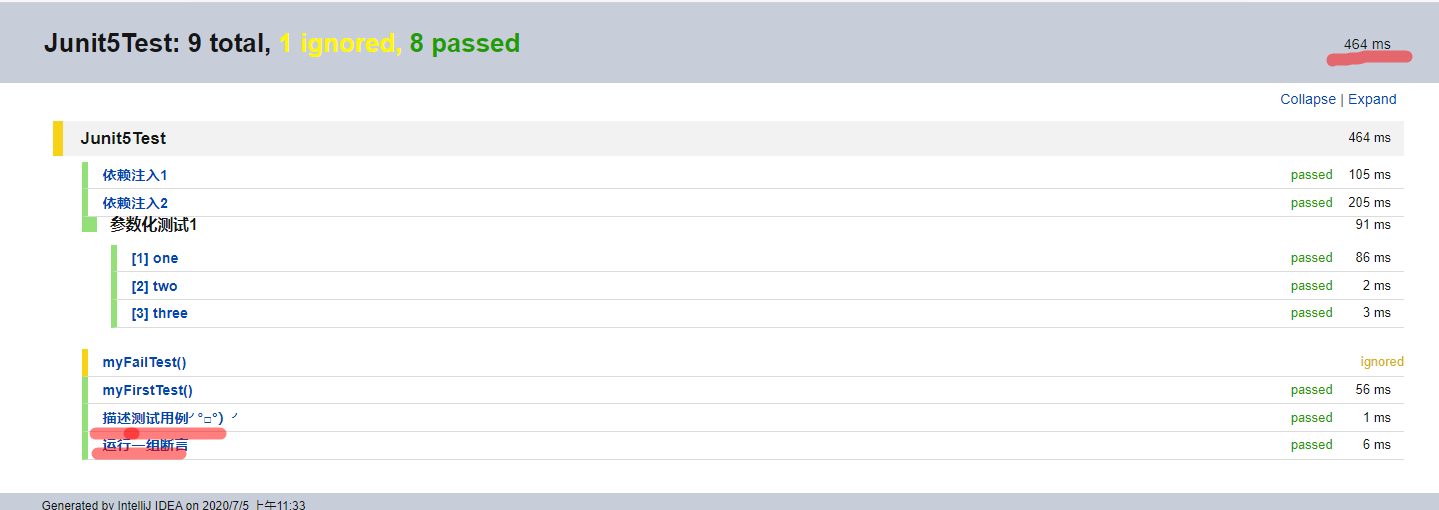 Junit5Test: 9 total, 1 ignored, 8 passed 464 ms
Collapse | Expand
Junit5Test 464 ms
依赖注入1 passed 105 ms
依赖注入2 passed 205 ms
参数化测试1 91 ms
[1] one passed 86 ms
[2] two passed 2 ms
[3] three passed 3 ms
myFailTest() ignored
myFirstTest() passed 56 ms
描述测试用例╯°□°）╯ passed 1 ms
运行一组断言 passed 6 ms
Generated by IntelliJ IDEA on 2020/7/5 上午11:33